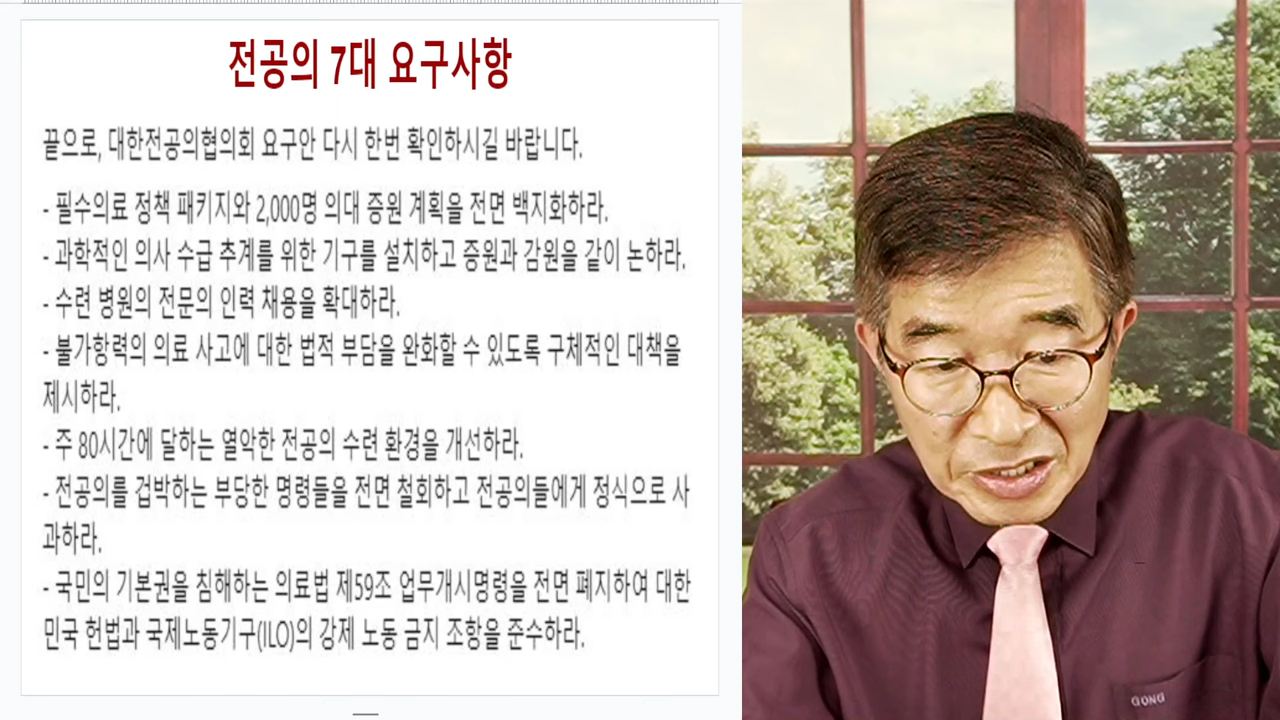 전공의 7대 요구사항
끝으로, 대한전공의협의회 요구안 다시 한번 확인하시길 바랍니다.
- 필수의료 정책 패키지와 2,000명 의대 증원 계획을 전면 백지화하라.
- 과학적인 의사 수급 추계를 위한 기구를 설치하고 증원과 감원을 같이 논하라.
- 수련 병원의 전문의 인력 채용을 확대하라.
- 불가항력의 의료 사고에 대한 법적 부담을 완화할 수 있도록 구체적인 대책을
제시하라.
- 주 80시간에 달하는 열악한 전공의 수련 환경을 개선하라.
- 전공의를 겁박하는 부당한 명령들을 전면 철회하고 전공의들에게 정식으로 사
과하라.
- 국민의 기본권을 침해하는 의료법 제59조 업무개시명령을 전면 폐지하여 대한
민국 헌법과 국제노동기구(ILO)의 강제 노동 금지 조항을 준수하라.
GONG